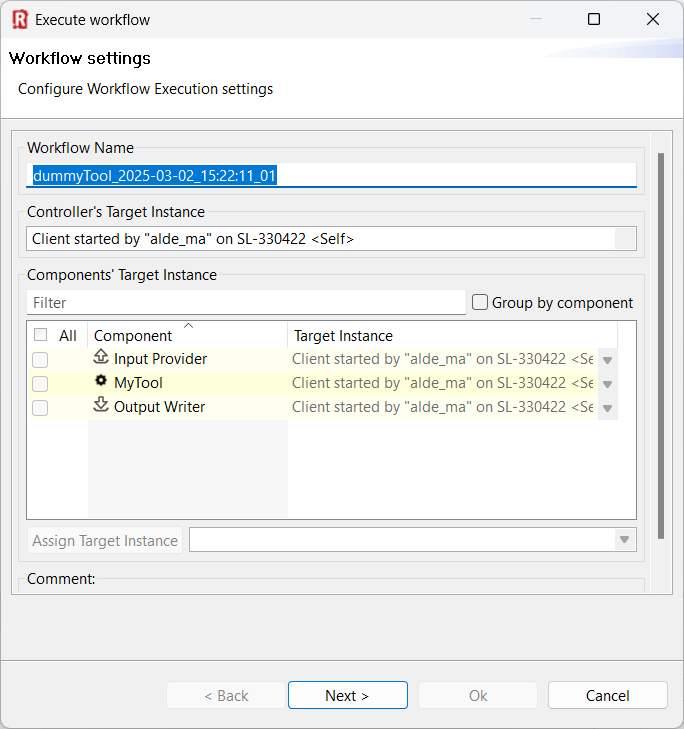 Execute workflow
Workflow settings
Configure Workflow Execution settings
Workflow Name
dummyTool_2025-03-02_15:22:11_01
Controller's Target Instance
Client started by "alde_ma" on SL-330422 <Self>
Components' Target Instance
Filter
Group by component
All Component Target Instance
Input Provider Client started by "alde_ma" on SL-330422 <Se
MyTool Client started by "alde_ma" on SL-330422 <Se
Output Writer Client started by "alde_ma" on SL-330422 <Se
Assign Target Instance
Comment:
< Back Next > Ok Cancel